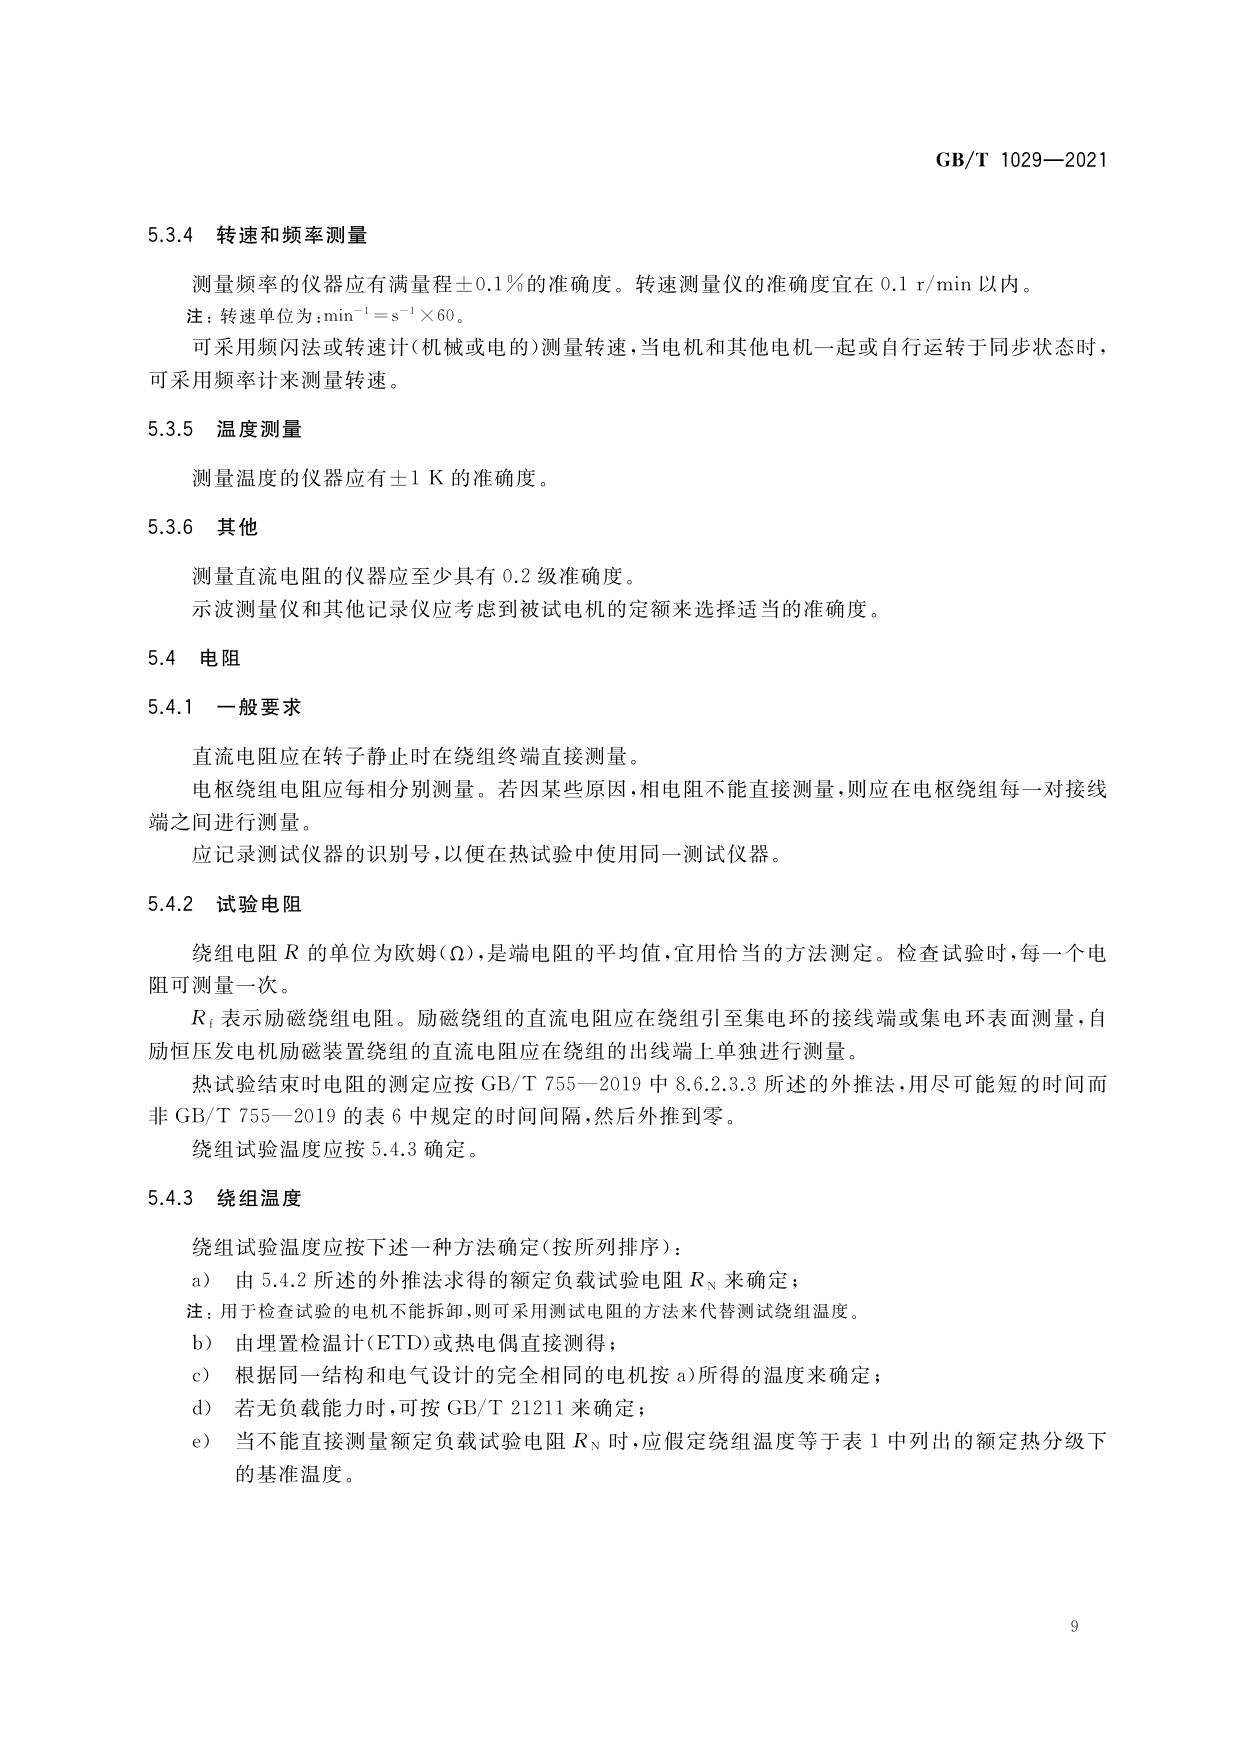 GB/T 1029—2021
5.3.4 转速和频率测量
测量频率的仪器应有满量程±0.1%的准确度。转速测量仪的准确度宜在 0.1 r/min 以内。
注：转速单位为：min⁻¹＝s⁻¹×60。
可采用频闪法或转速计(机械或电的)测量转速，当电机和其他电机一起或自行运转于同步状态时，
可采用频率计来测量转速。
5.3.5 温度测量
测量温度的仪器应有±1 K 的准确度。
5.3.6 其他
测量直流电阻的仪器应至少具有 0.2 级准确度。
示波测量仪和其他记录仪应考虑到被试电机的定额来选择适当的准确度。
5.4 电阻
5.4.1 一般要求
直流电阻应在转子静止时在绕组终端直接测量。
电枢绕组电阻应每相分别测量。若因某些原因，相电阻不能直接测量，则应在电枢绕组每一对接线
端之间进行测量。
应记录测试仪器的识别号，以便在热试验中使用同一测试仪器。
5.4.2 试验电阻
绕组电阻 R 的单位为欧姆(Ω)，是端电阻的平均值，宜用恰当的方法测定。检查试验时，每一个电
阻可测量一次。
R_f 表示励磁绕组电阻。励磁绕组的直流电阻应在绕组引至集电环的接线端或集电环表面测量，自
励恒压发电机励磁装置绕组的直流电阻应在绕组的出线端上单独进行测量。
热试验结束时电阻的测定应按 GB/T 755—2019 中 8.6.2.3.3 所述的外推法，用尽可能短的时间而
非 GB/T 755—2019 的表 6 中规定的时间间隔，然后外推到零。
绕组试验温度应按 5.4.3 确定。
5.4.3 绕组温度
绕组试验温度应按下述一种方法确定(按所列排序)：
a) 由 5.4.2 所述的外推法求得的额定负载试验电阻 R_N 来确定；
注：用于检查试验的电机不能拆卸，则可采用测试电阻的方法来代替测试绕组温度。
b) 由埋置检温计(ETD)或热电偶直接测得；
c) 根据同一结构和电气设计的完全相同的电机按 a)所得的温度来确定；
d) 若无负载能力时，可按 GB/T 21211 来确定；
e) 当不能直接测量额定负载试验电阻 R_N 时，应假定绕组温度等于表 1 中列出的额定热分级下
的基准温度。
9